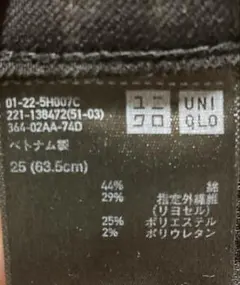 01-22-5H007C
221-138472(51-03)
364-02AA-74D
ユニ
クロ
UNI
QLO
ベトナム製
25 (63.5cm)
44% 綿
29% 指定外繊維
(リヨセル)
25% ポリエステル
2% ポリウレタン